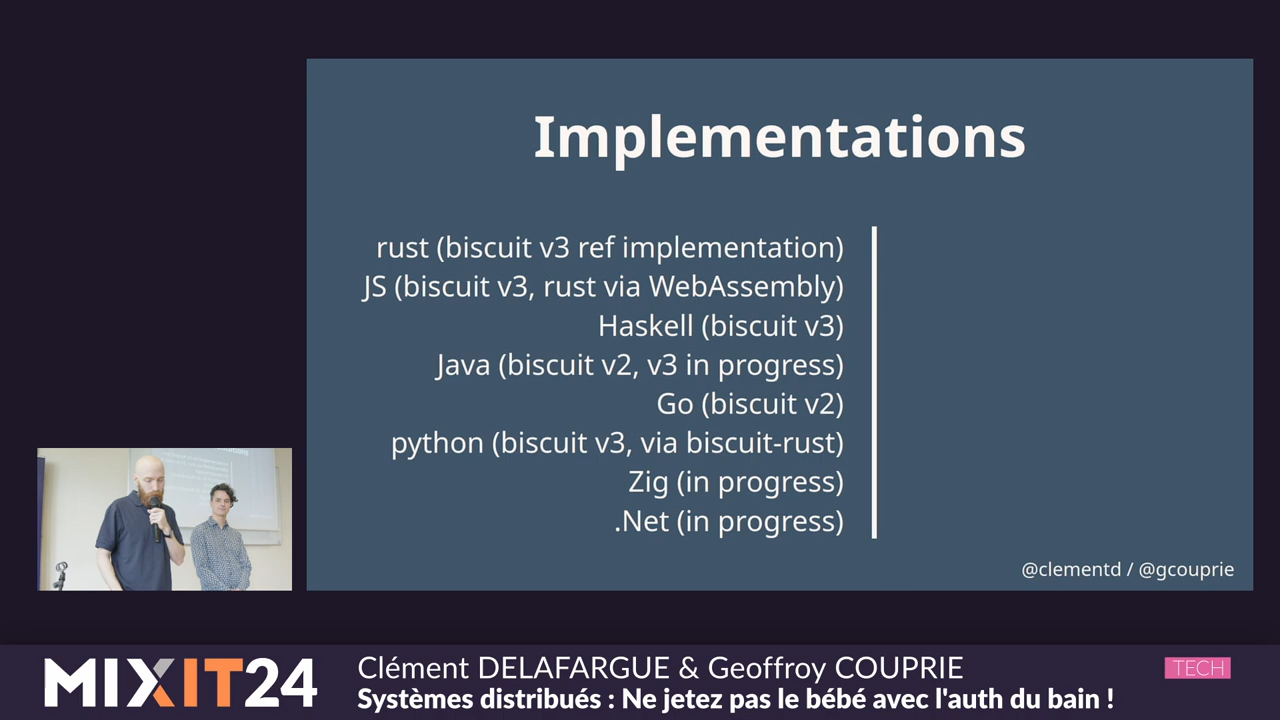 Implementations
rust (biscuit v3 ref implementation)
JS (biscuit v3, rust via WebAssembly)
Haskell (biscuit v3)
Java (biscuit v2, v3 in progress)
Go (biscuit v2)
python (biscuit v3, via biscuit-rust)
Zig (in progress)
.Net (in progress)
@clementd / @gcouprie
MIXIT24
Clément DELAFARGUE & Geoffroy COUPRIE
TECH
Systèmes distribués : Ne jetez pas le bébé avec l'auth du bain !